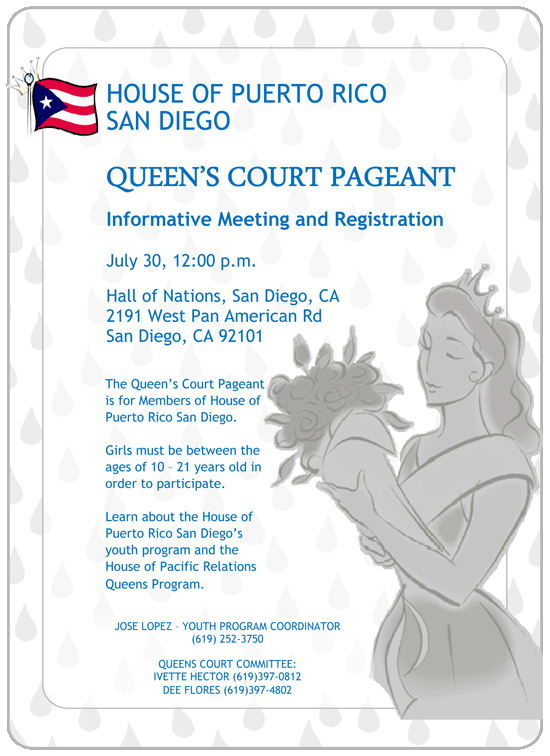 HOUSE OF PUERTO RICO
SAN DIEGO
QUEEN'S COURT PAGEANT
Informative Meeting and Registration
July 30, 12:00 p.m.
Hall of Nations, San Diego, CA
2191 West Pan American Rd
San Diego, CA 92101
The Queen's Court Pageant
is for Members of House of
Puerto Rico San Diego.
Girls must be between the
ages of 10 – 21 years old in
order to participate.
Learn about the House of
Puerto Rico San Diego's
youth program and the
House of Pacific Relations
Queens Program.
JOSE LOPEZ – YOUTH PROGRAM COORDINATOR
(619) 252-3750
QUEENS COURT COMMITTEE:
IVETTE HECTOR (619)397-0812
DEE FLORES (619)397-4802